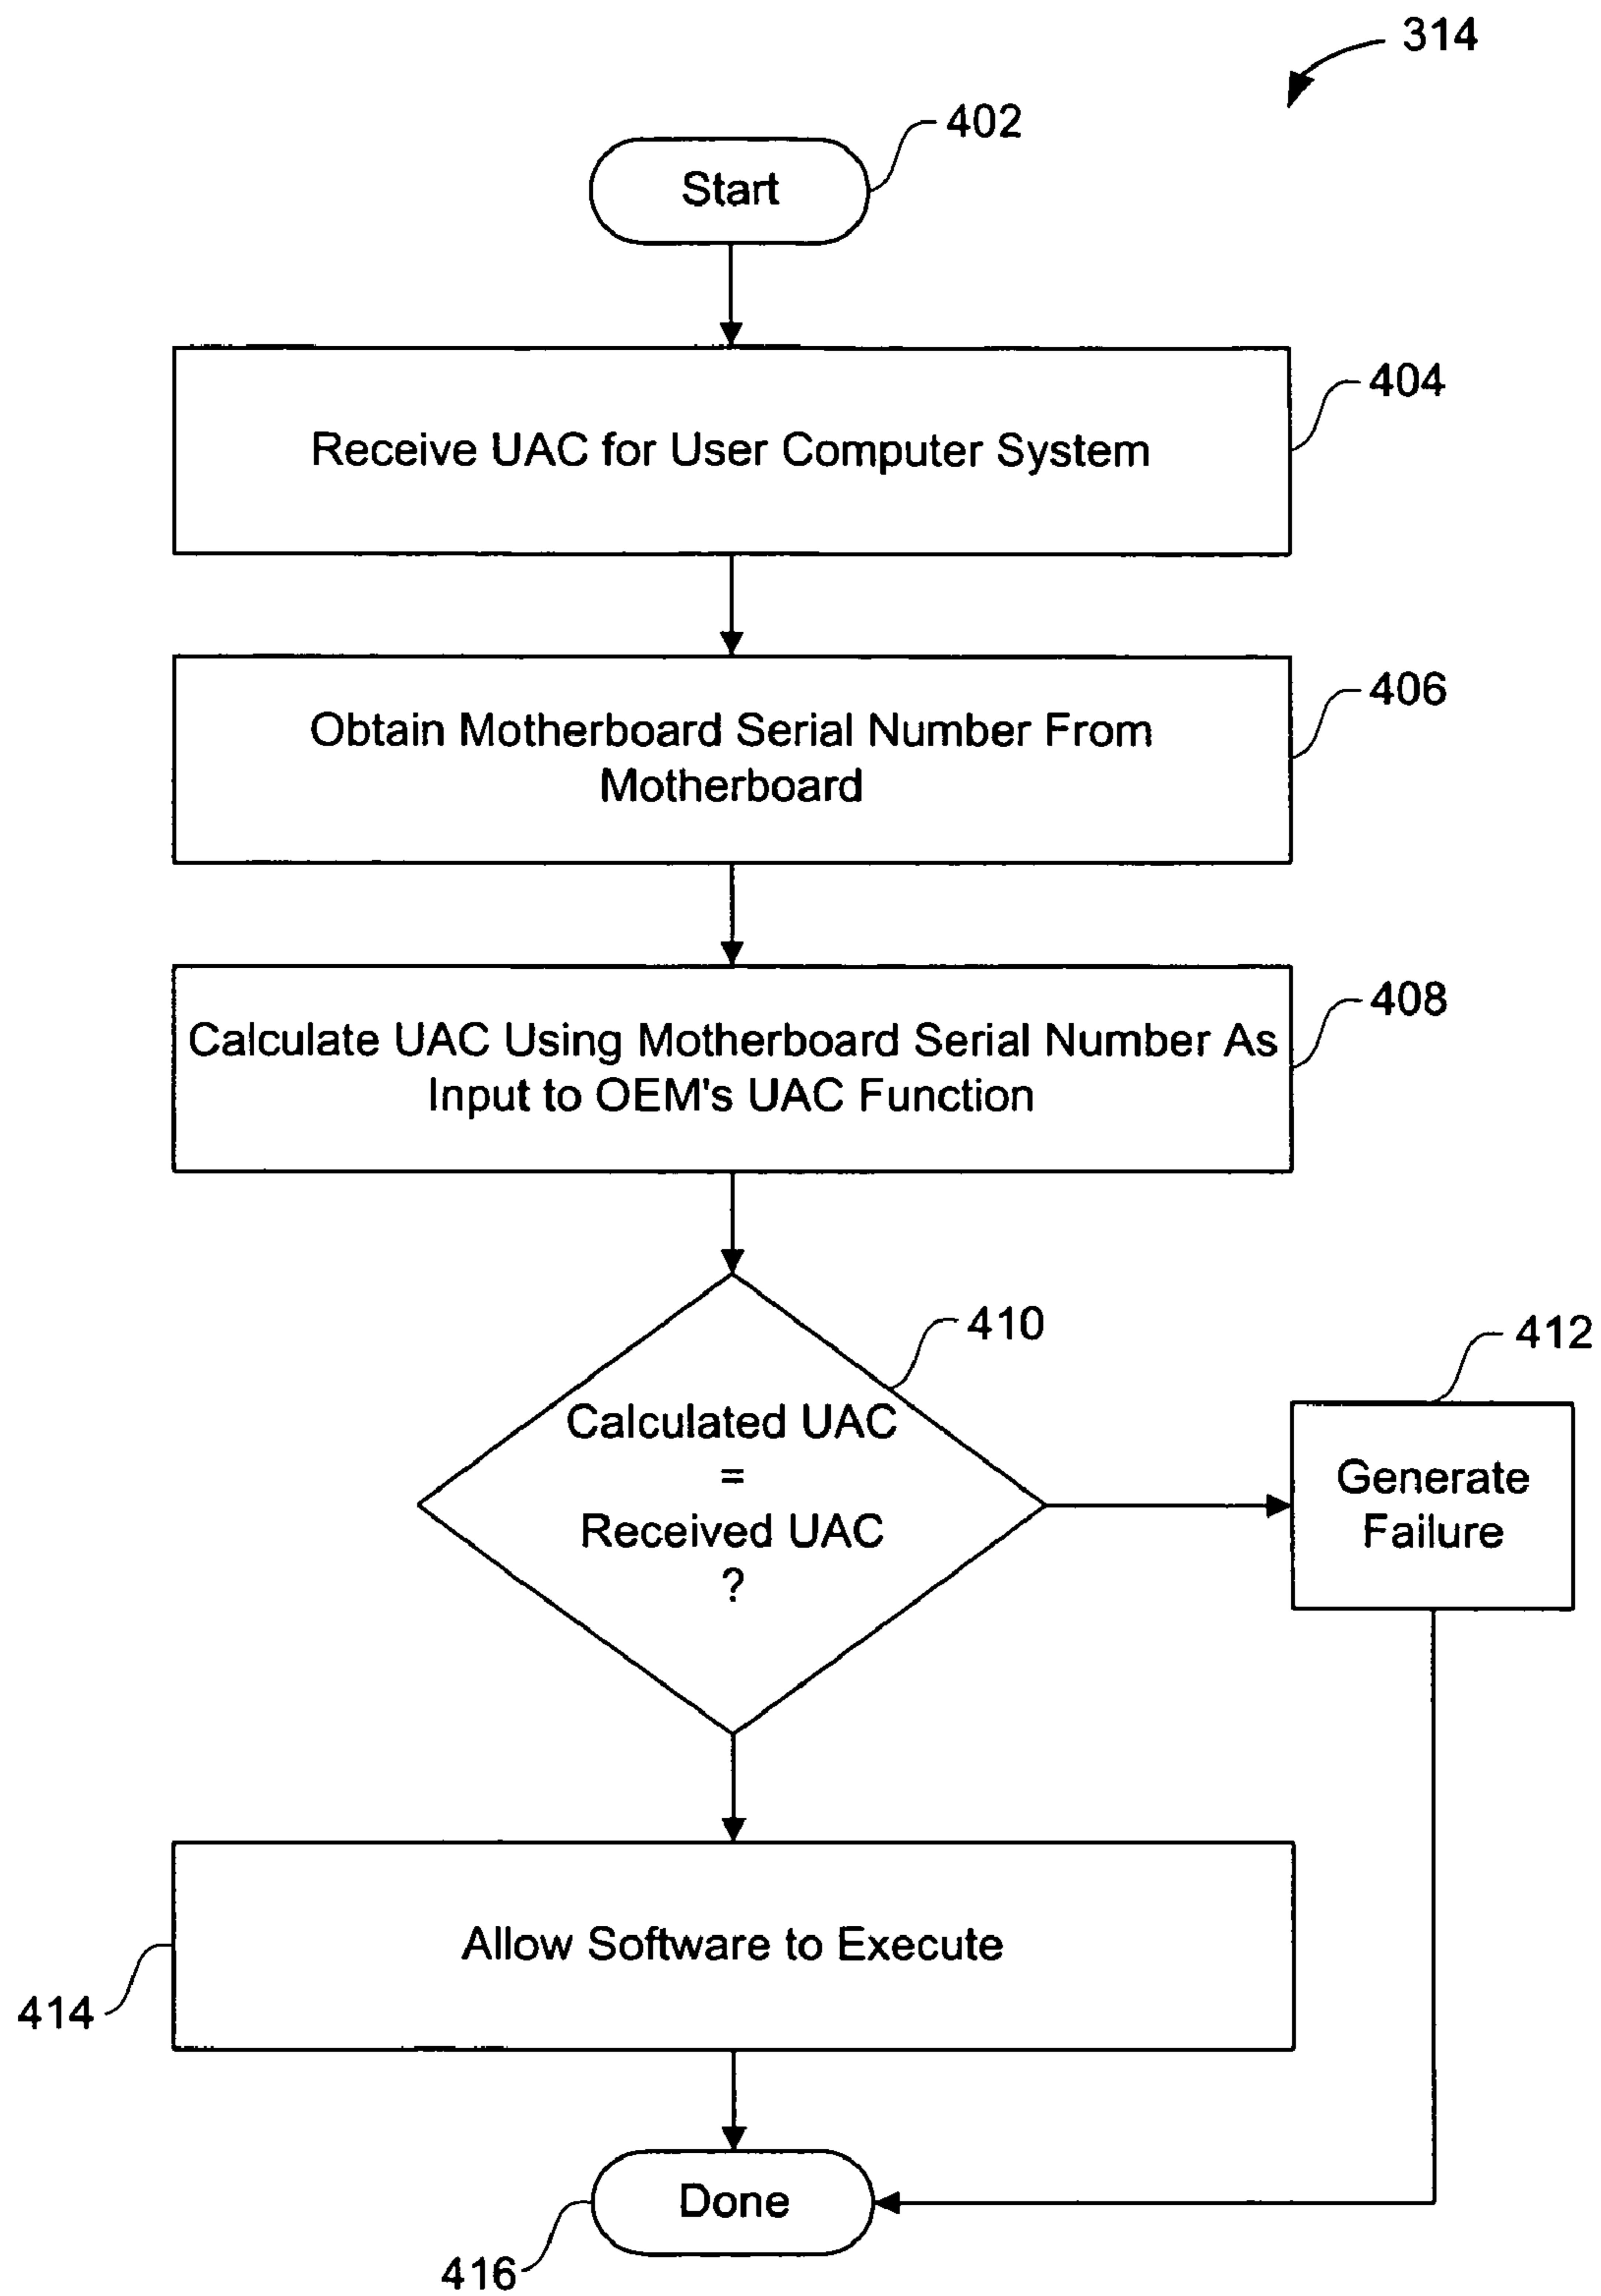 314
402
Start
404
Receive UAC for User Computer System
406
Obtain Motherboard Serial Number From
Motherboard
408
Calculate UAC Using Motherboard Serial Number As
Input to OEM's UAC Function
410
Calculated UAC
=
Received UAC
?
412
Generate
Failure
Allow Software to Execute
414
Done
416